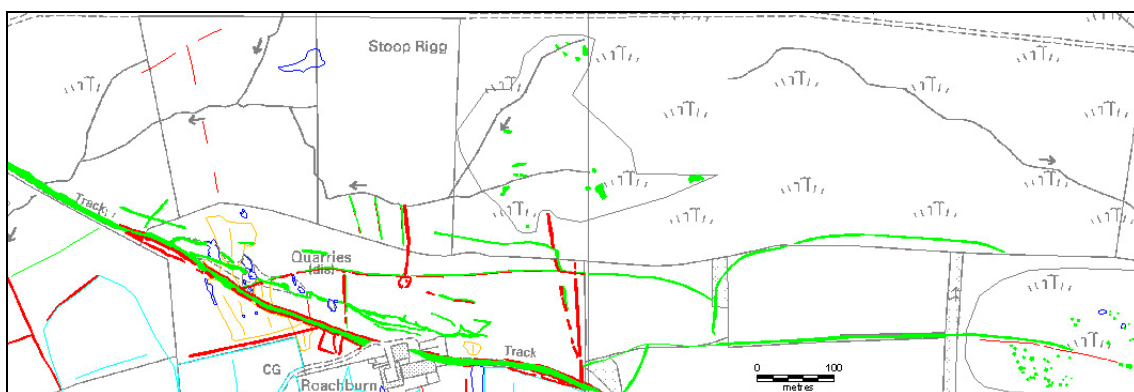 Stoop Rigg
Track
Quarries
(dis)
Track
CG
Roachburn
0 100
metres